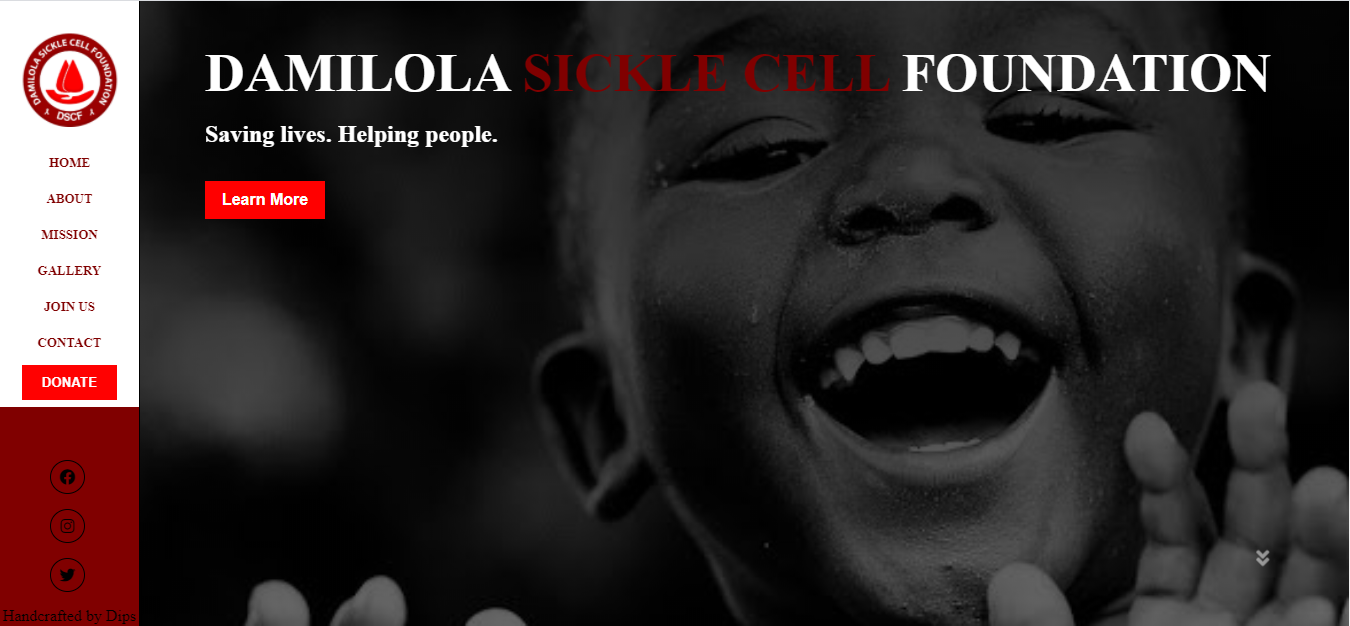 DAMILOLA SICKLE CELL FOUNDATION
DSCF
HOME
ABOUT
MISSION
GALLERY
JOIN US
CONTACT
DONATE
Handcrafted by Dips
DAMILOLA SICKLE CELL FOUNDATION
Saving lives. Helping people.
Learn More